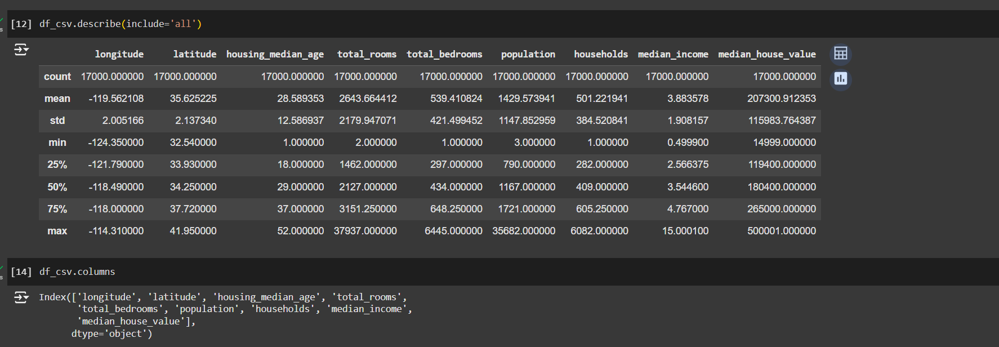 [12] df_csv.describe(include='all')
longitude latitude housing_median_age total_rooms total_bedrooms population households median_income median_house_value
count 17000.000000 17000.000000 17000.000000 17000.000000 17000.000000 17000.000000 17000.000000 17000.000000 17000.000000
mean -119.562108 35.625225 28.589353 2643.664412 539.410824 1429.573941 501.221941 3.883578 207300.912353
std 2.005166 2.137340 12.586937 2179.947071 421.499452 1147.852959 384.520841 1.908157 115983.764387
min -124.350000 32.540000 1.000000 2.000000 1.000000 3.000000 1.000000 0.499900 14999.000000
25% -121.790000 33.930000 18.000000 1462.000000 297.000000 790.000000 282.000000 2.566375 119400.000000
50% -118.490000 34.250000 29.000000 2127.000000 434.000000 1167.000000 409.000000 3.544600 180400.000000
75% -118.000000 37.720000 37.000000 3151.250000 648.250000 1721.000000 605.250000 4.767000 265000.000000
max -114.310000 41.950000 52.000000 37937.000000 6445.000000 35682.000000 6082.000000 15.000100 500001.000000
[14] df_csv.columns
Index(['longitude', 'latitude', 'housing_median_age', 'total_rooms',
'total_bedrooms', 'population', 'households', 'median_income',
'median_house_value'],
dtype='object')